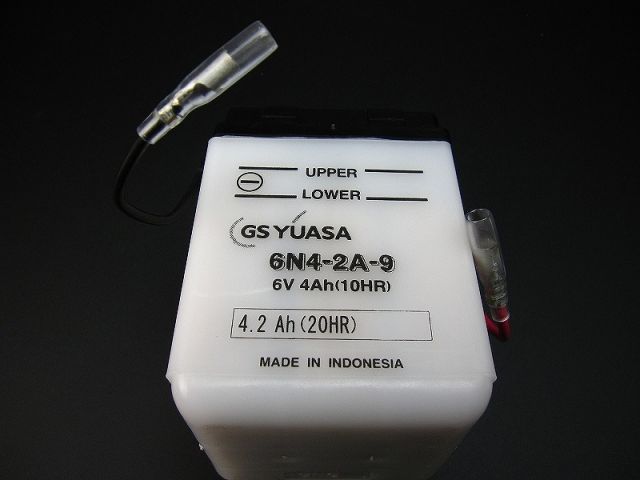 UPPER
⊖
LOWER
GS YUASA
6N4-2A-9
6V 4Ah(10HR)
4.2 Ah(20HR)
MADE IN INDONESIA